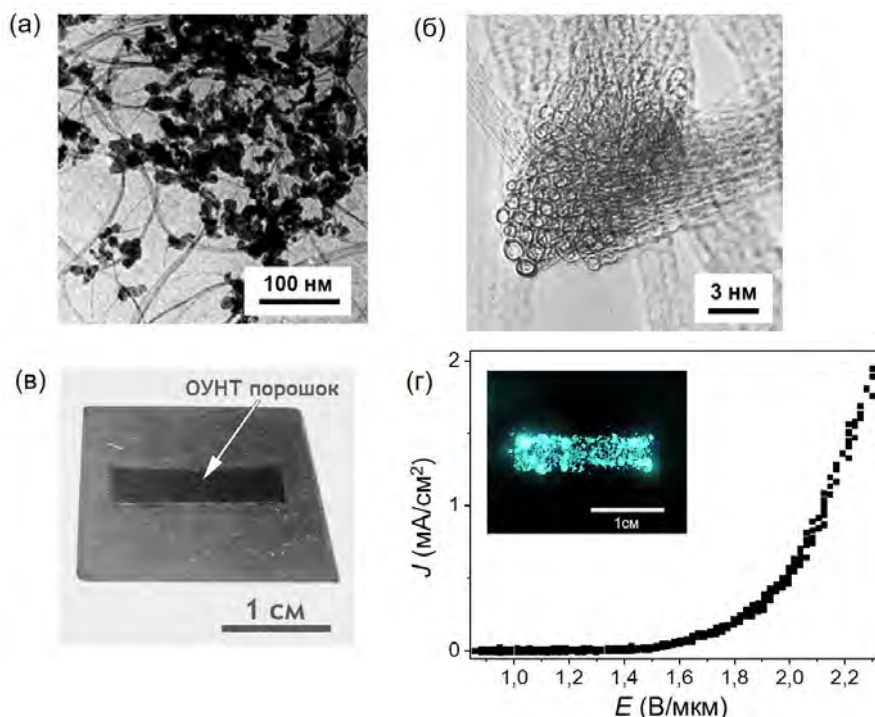 (а)
100 нм
(б)
3 нм
(в)
ОУНТ порошок
1 см
(г)
J (мА/см²)
2
1
0
1см
1,0 1,2 1,4 1,6 1,8 2,0 2,2
E (В/мкм)